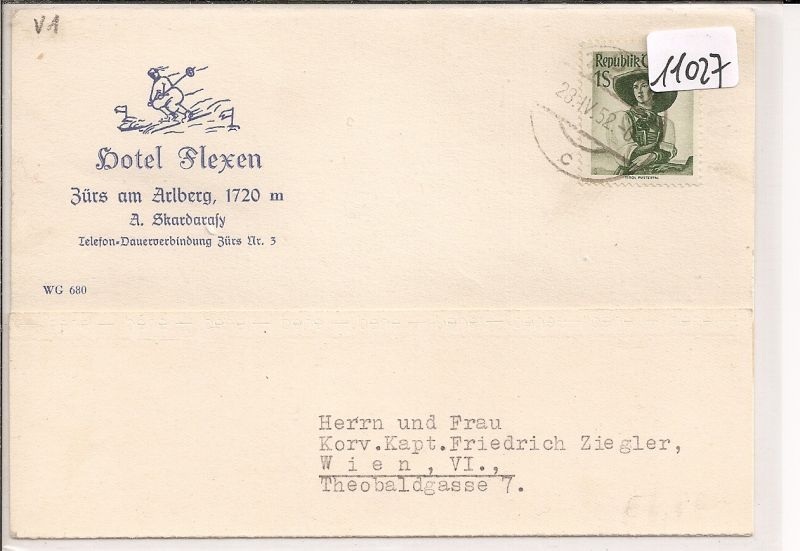 V1
Republik
1S
11027
28.IV.52
C
TIROL, PUSTERTAL
Hotel Flexen
Zürs am Arlberg, 1720 m
A. Skardarasy
Telefon-Dauerverbindung Zürs Nr. 3
WG 680
Herrn und Frau
Korv.Kapt.Friedrich Ziegler,
W i e n , VI.,
Theobaldgasse 7.